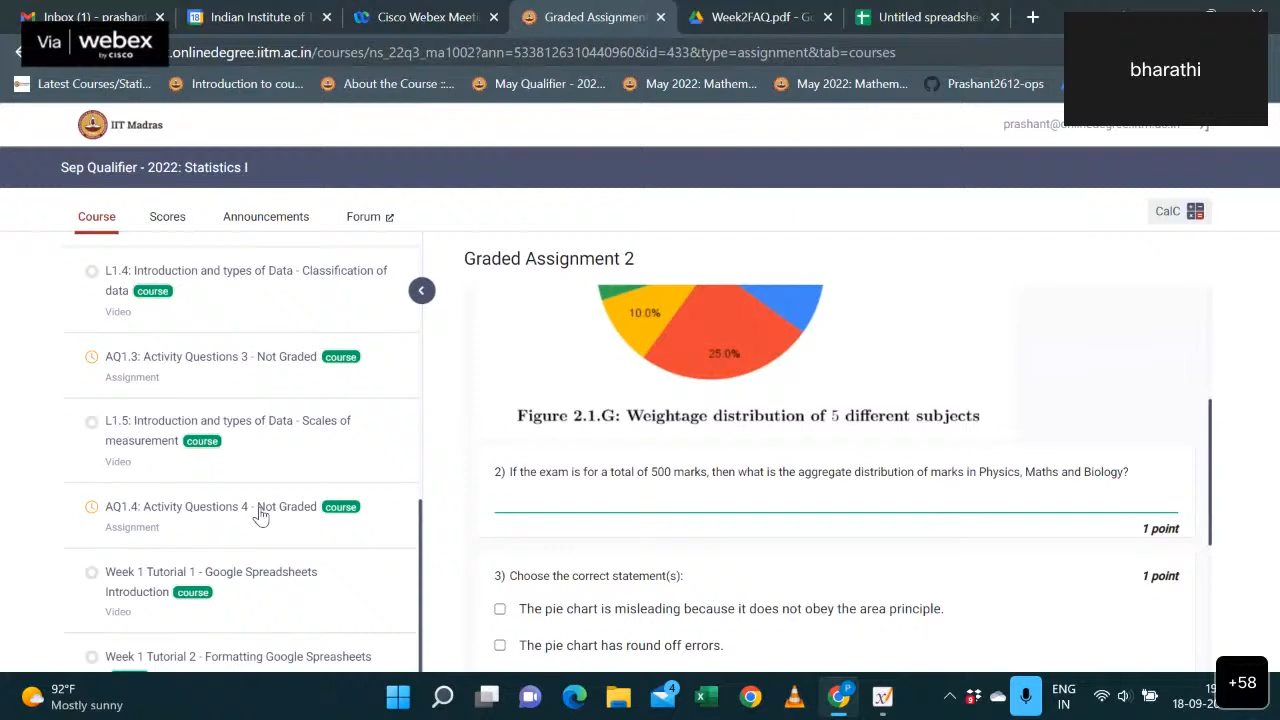 Inbox (1) - prashan
Indian Institute of T
Cisco Webex Meeti
Graded Assignment
Week2FAQ.pdf - G
Untitled spreadshe
Via webex
by CISCO
.onlinedegree.iitm.ac.in/courses/ns_22q3_ma1002?ann=5338126310440960&id=433&type=assignment&tab=courses
bharathi
Latest Courses/Stati...
Introduction to cou...
About the Course ::...
May Qualifier - 202...
May 2022: Mathem...
May 2022: Mathem...
Prashant2612-ops
IIT Madras
prashant@onlinedegree.iitm.ac.in
Sep Qualifier - 2022: Statistics I
Course
Scores
Announcements
Forum
CalC
L1.4: Introduction and types of Data - Classification of
data course
Video
AQ1.3: Activity Questions 3 - Not Graded course
Assignment
L1.5: Introduction and types of Data - Scales of
measurement course
Video
AQ1.4: Activity Questions 4 - Not Graded course
Assignment
Week 1 Tutorial 1 - Google Spreadsheets
Introduction course
Video
Week 1 Tutorial 2 - Formatting Google Spreasheets
Graded Assignment 2
10.0%
25.0%
Figure 2.1.G: Weightage distribution of 5 different subjects
2) If the exam is for a total of 500 marks, then what is the aggregate distribution of marks in Physics, Maths and Biology?
1 point
3) Choose the correct statement(s):
1 point
The pie chart is misleading because it does not obey the area principle.
The pie chart has round off errors.
92°F
Mostly sunny
4
P
ENG
IN
19
18-09-20
+58